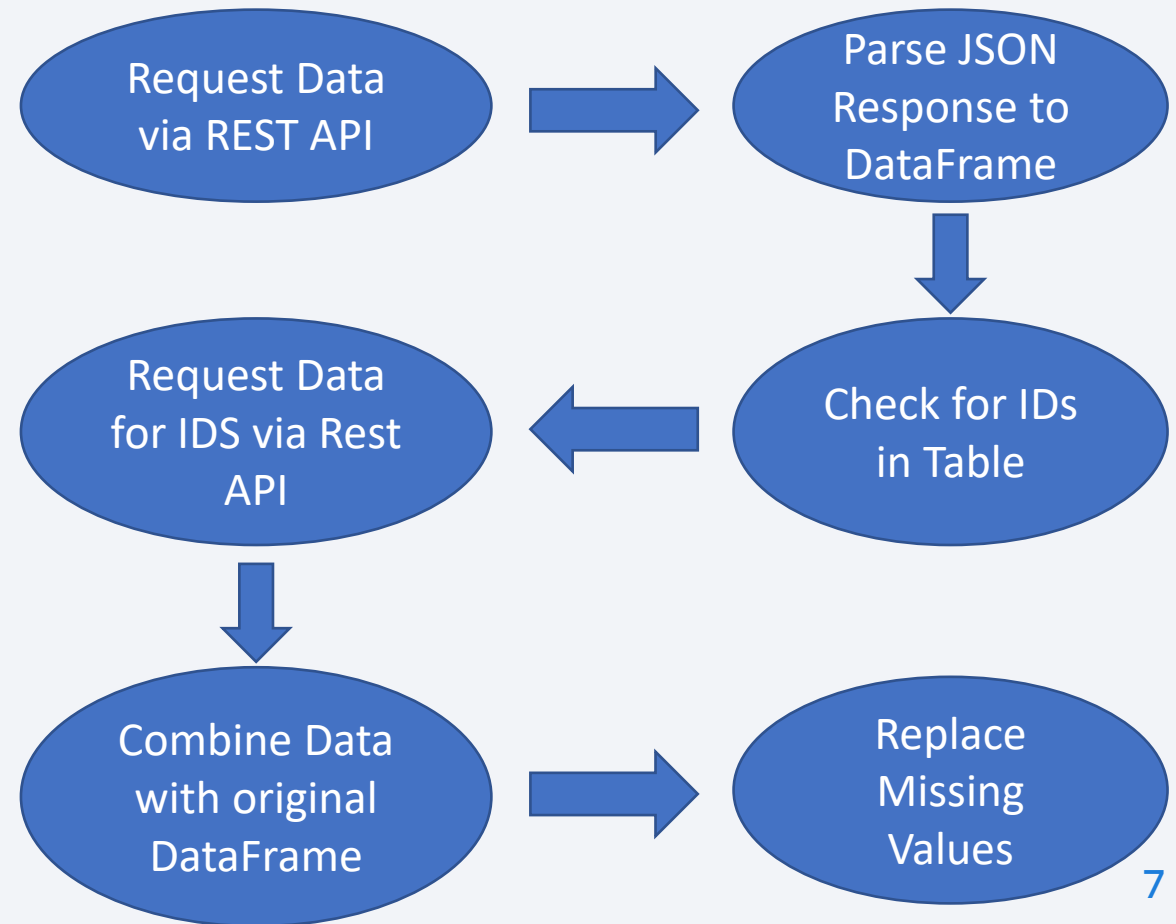 Request Data
via REST API
Parse JSON
Response to
DataFrame
Check for IDs
in Table
Request Data
for IDS via Rest
API
Combine Data
with original
DataFrame
Replace
Missing
Values
7